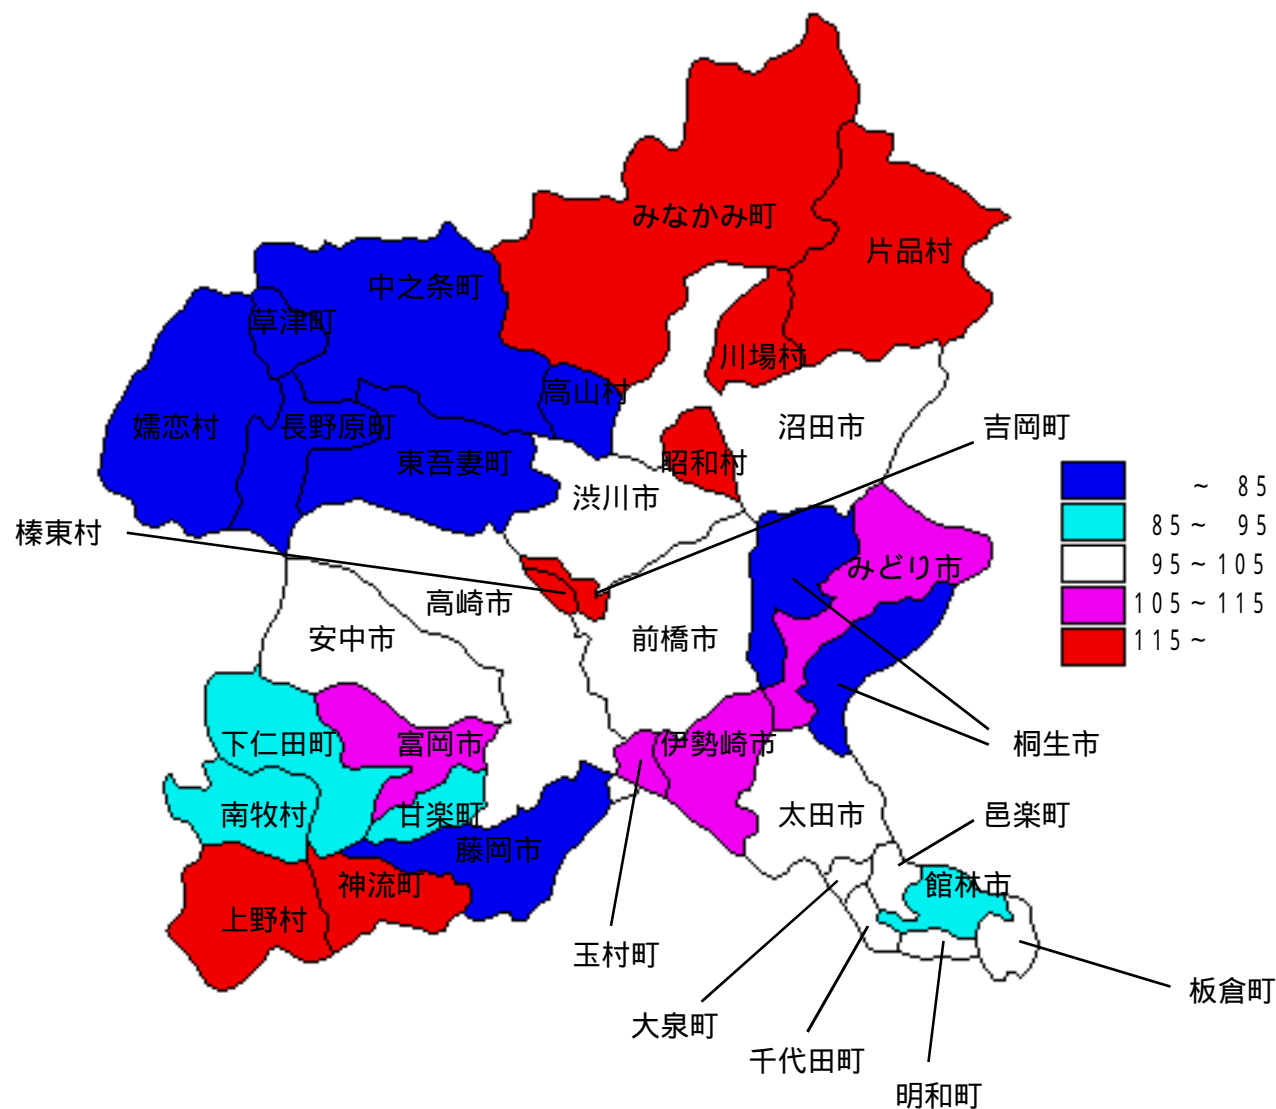 みなかみ町
片品村
中之条町
草津町
川場村
高山村
嬬恋村
長野原町
沼田市
吉岡町
東吾妻町
昭和村
渋川市
榛東村
みどり市
高崎市
安中市
前橋市
下仁田町
富岡市
伊勢崎市
桐生市
南牧村
甘楽町
太田市
邑楽町
藤岡市
神流町
館林市
上野村
玉村町
板倉町
大泉町
千代田町
明和町
～ 85
85～ 95
95～105
105～115
115～